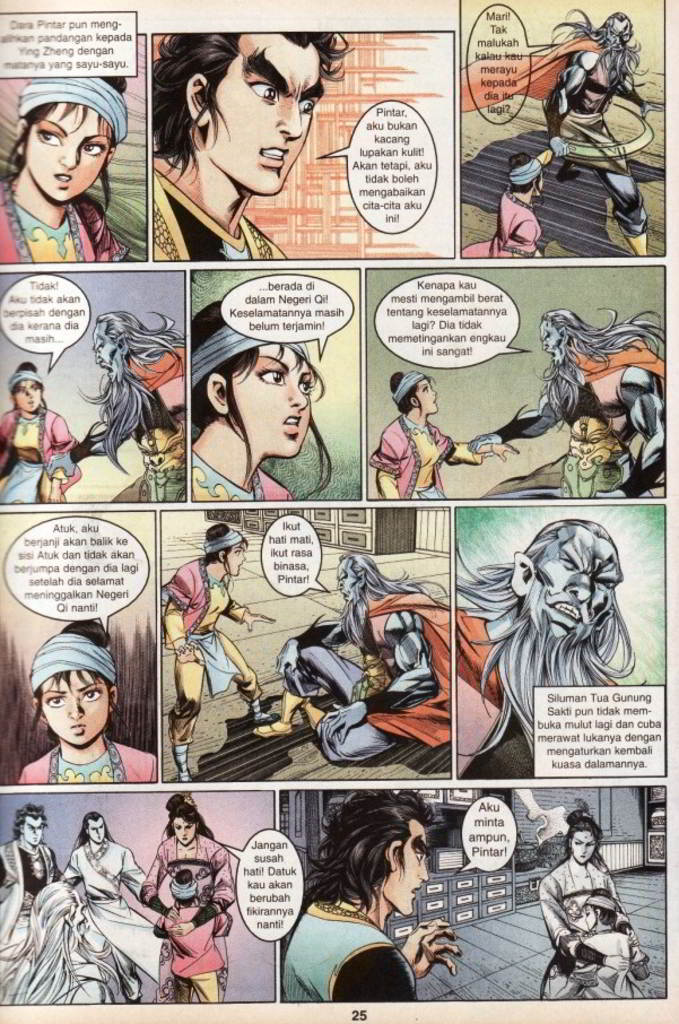 Dara Pintar pun meng-
alihkan pandangan kepada
Ying Zheng dengan
matanya yang sayu-sayu.
Pintar,
aku bukan
kacang
lupakan kulit!
Akan tetapi, aku
tidak boleh
mengabaikan
cita-cita aku
ini!
Mari!
Tak
malukah
kalau kau
merayu
kepada
dia itu
lagi?
Tidak!
Aku tidak akan
berpisah dengan
dia kerana dia
masih...
...berada di
dalam Negeri Qi!
Keselamatannya masih
belum terjamin!
Kenapa kau
mesti mengambil berat
tentang keselamatannya
lagi? Dia tidak
memetingankan engkau
ini sangat!
Atuk, aku
berjanji akan balik ke
sisi Atuk dan tidak akan
berjumpa dengan dia lagi
setelah dia selamat
meninggalkan Negeri
Qi nanti!
Ikut
hati mati,
ikut rasa
binasa,
Pintar!
Siluman Tua Gunung
Sakti pun tidak mem-
buka mulut lagi dan cuba
merawat lukanya dengan
mengaturkan kembali
kuasa dalamannya.
Jangan
susah
hati! Datuk
kau akan
berubah
fikirannya
nanti!
Aku
minta
ampun,
Pintar!
25